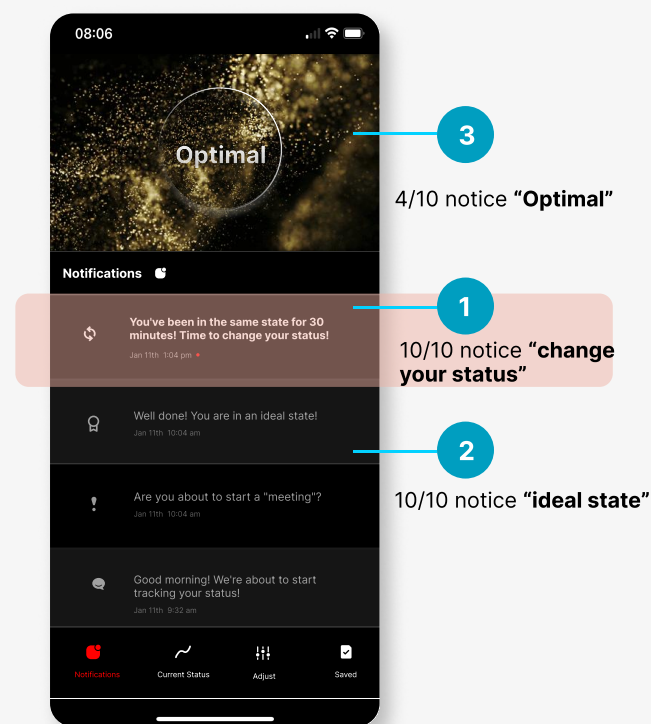 08:06
Optimal
3
4/10 notice “Optimal”
Notifications
1
You've been in the same state for 30
minutes! Time to change your status!
Jan 11th 1:04 pm
10/10 notice “change
your status”
Well done! You are in an ideal state!
Jan 11th 10:04 am
2
10/10 notice “ideal state”
Are you about to start a "meeting"?
Jan 11th 10:04 am
Good morning! We're about to start
tracking your status!
Jan 11th 9:32 am
Notifications
Current Status
Adjust
Saved